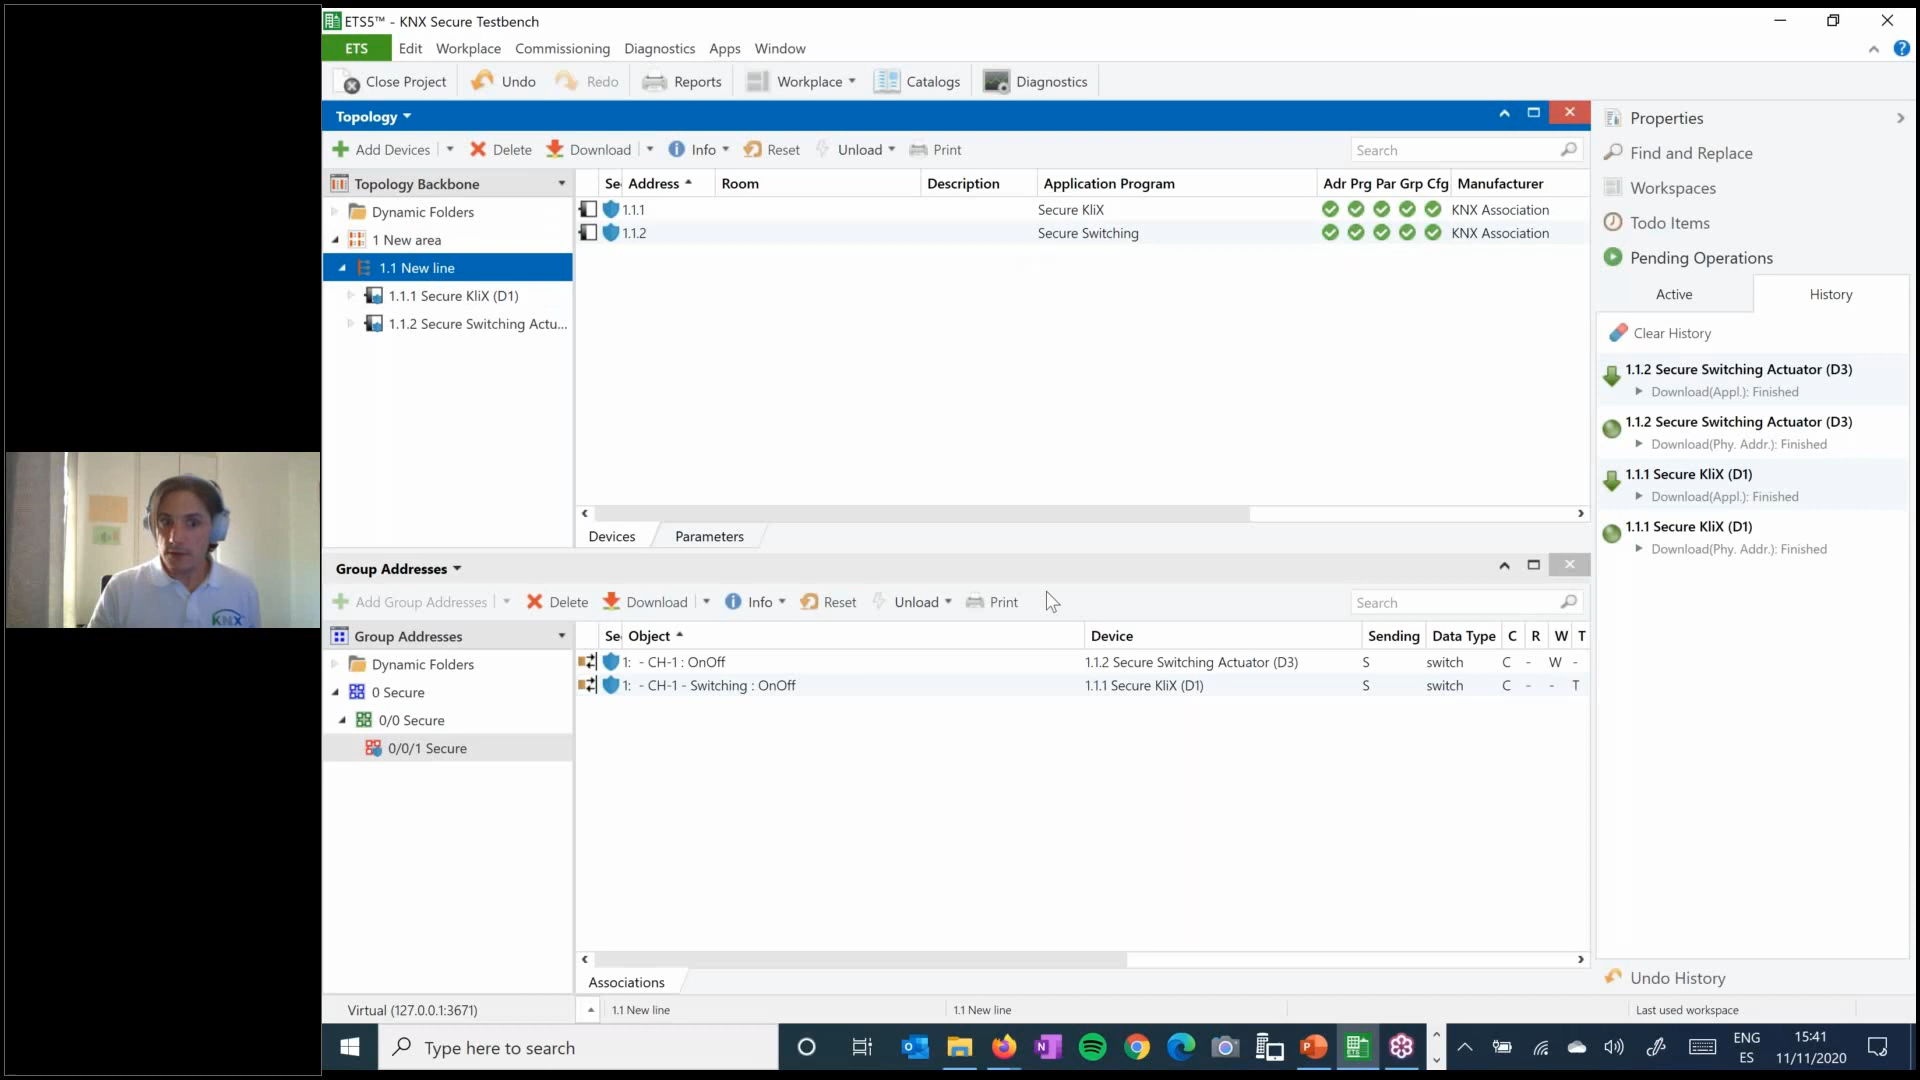 ETS5™ - KNX Secure Testbench
ETS Edit Workplace Commissioning Diagnostics Apps Window
Close Project Undo Redo Reports Workplace Catalogs Diagnostics
Topology
Add Devices Delete Download Info Reset Unload Print Search
Topology Backbone
Dynamic Folders
1 New area
1.1 New line
1.1.1 Secure KliX (D1)
1.1.2 Secure Switching Actu...
Se Address Room Description Application Program Adr Prg Par Grp Cfg Manufacturer
1.1.1 Secure KliX KNX Association
1.1.2 Secure Switching KNX Association
Devices Parameters
Group Addresses
Add Group Addresses Delete Download Info Reset Unload Print Search
Group Addresses
Dynamic Folders
0 Secure
0/0 Secure
0/0/1 Secure
Se Object Device Sending Data Type C R W T
1: - CH-1 : OnOff 1.1.2 Secure Switching Actuator (D3) S switch C - W -
1: - CH-1 - Switching : OnOff 1.1.1 Secure KliX (D1) S switch C - - T
Associations
Properties
Find and Replace
Workspaces
Todo Items
Pending Operations
Active History
Clear History
1.1.2 Secure Switching Actuator (D3)
Download(Appl.): Finished
1.1.2 Secure Switching Actuator (D3)
Download(Phy. Addr.): Finished
1.1.1 Secure KliX (D1)
Download(Appl.): Finished
1.1.1 Secure KliX (D1)
Download(Phy. Addr.): Finished
Undo History
Virtual (127.0.0.1:3671) 1.1 New line 1.1 New line Last used workspace
Type here to search
ENG
ES
15:41
11/11/2020
KNX